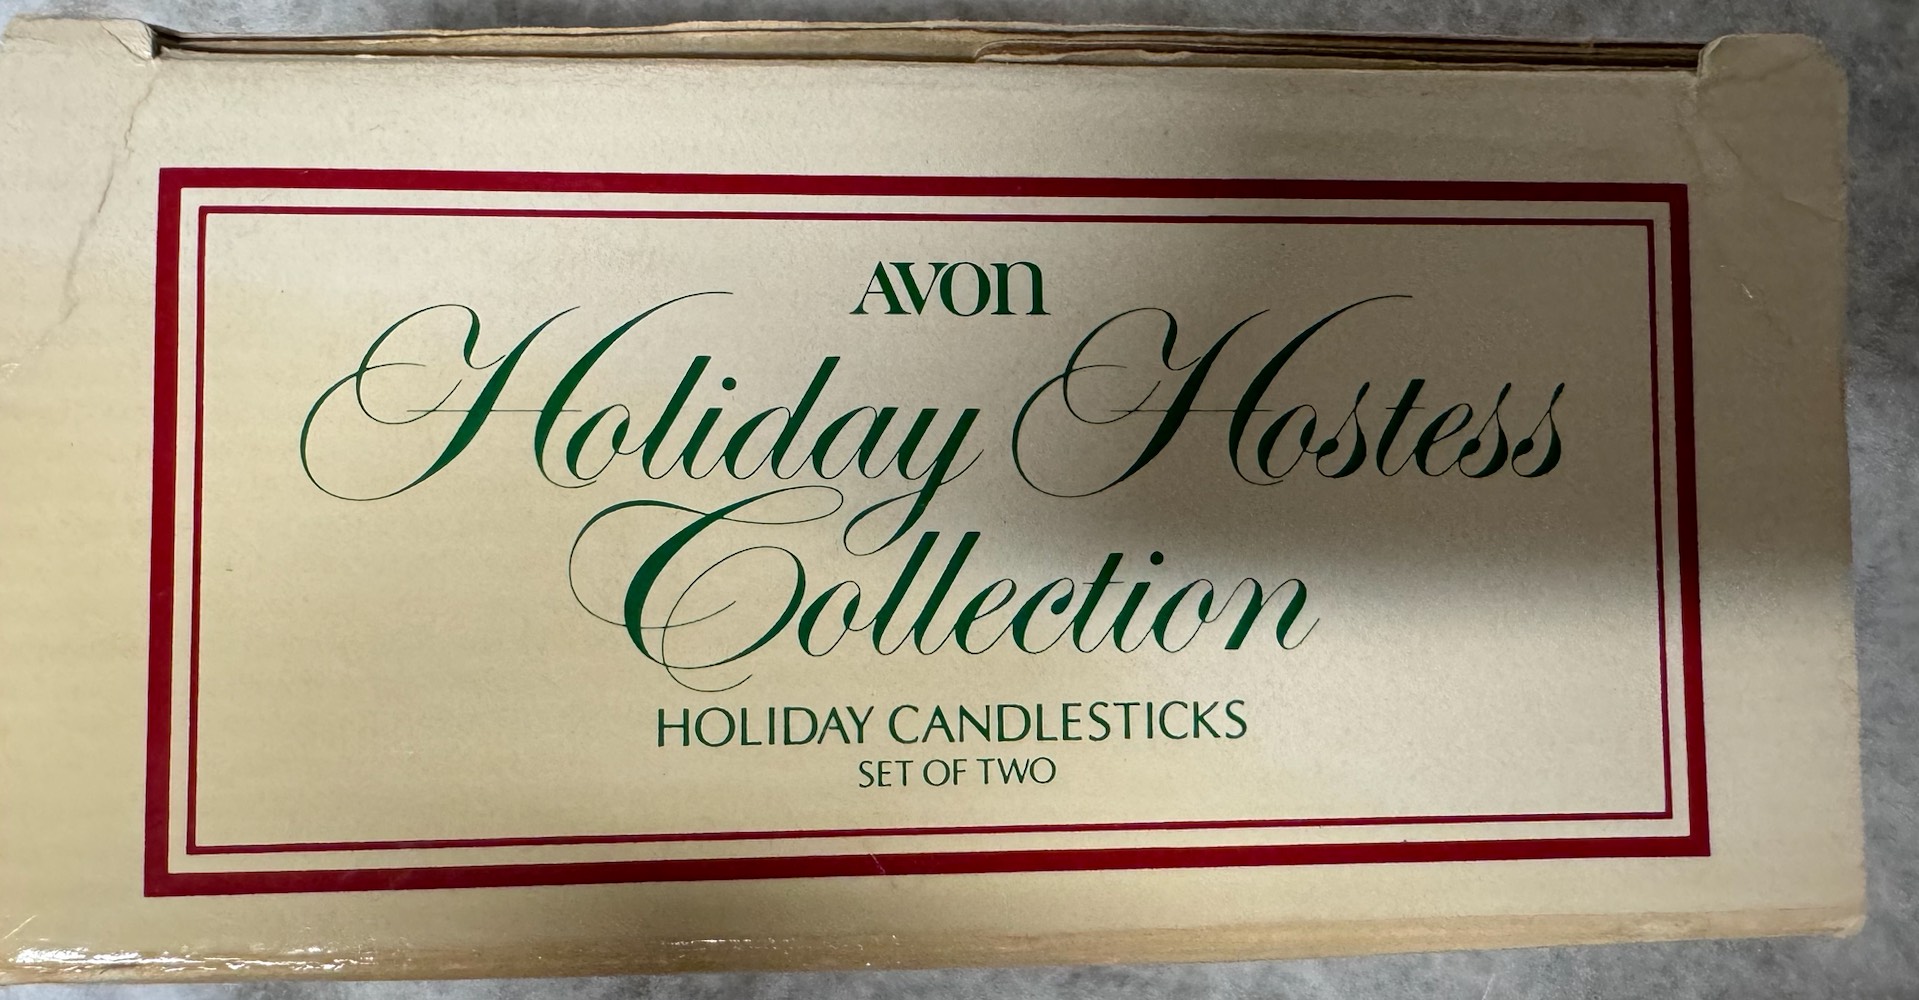 AVON
Holiday Hostess
Collection
HOLIDAY CANDLESTICKS
SET OF TWO